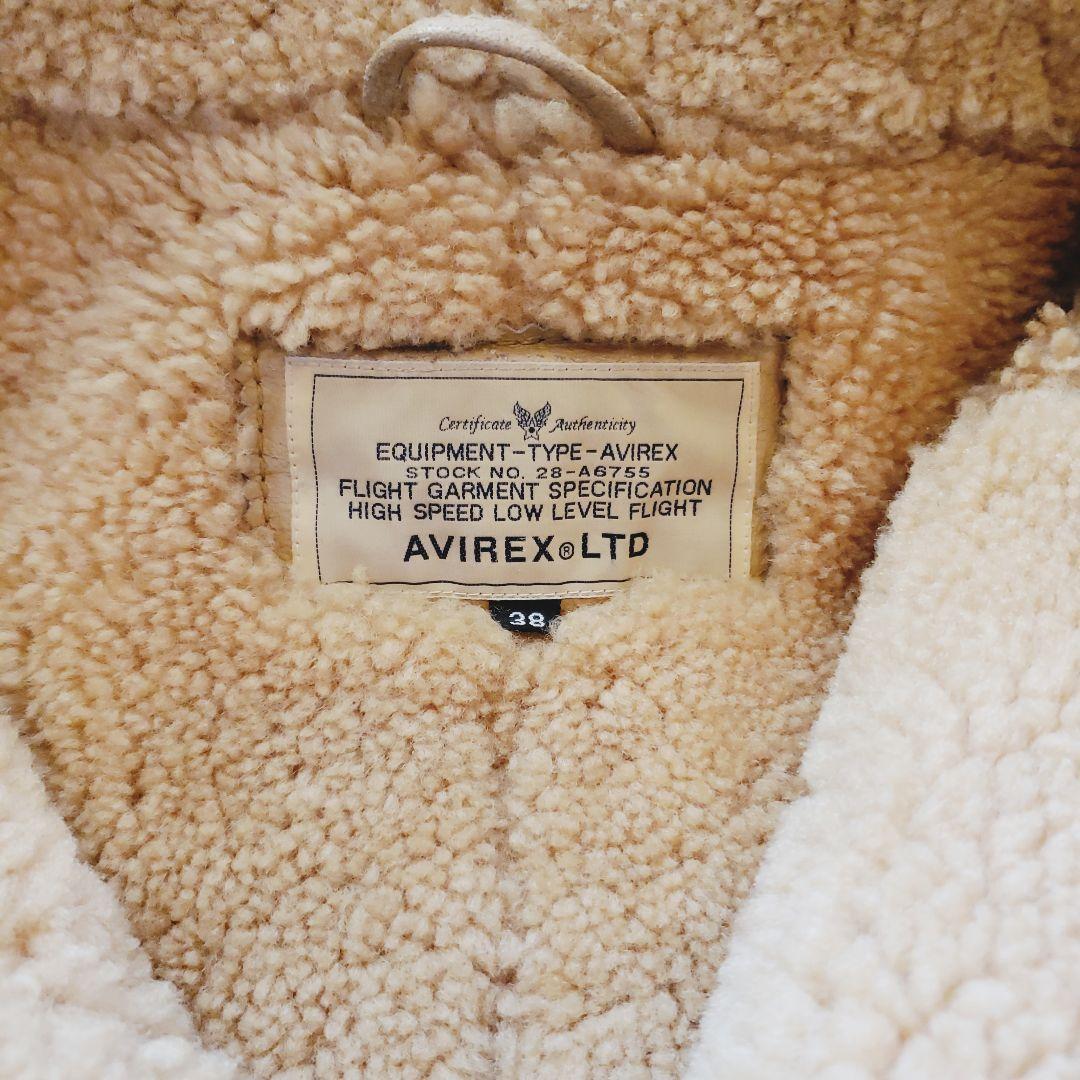 Certificate Authenticity
EQUIPMENT-TYPE-AVIREX
STOCK NO. 28-A6755
FLIGHT GARMENT SPECIFICATION
HIGH SPEED LOW LEVEL FLIGHT
AVIREX® LTD
38